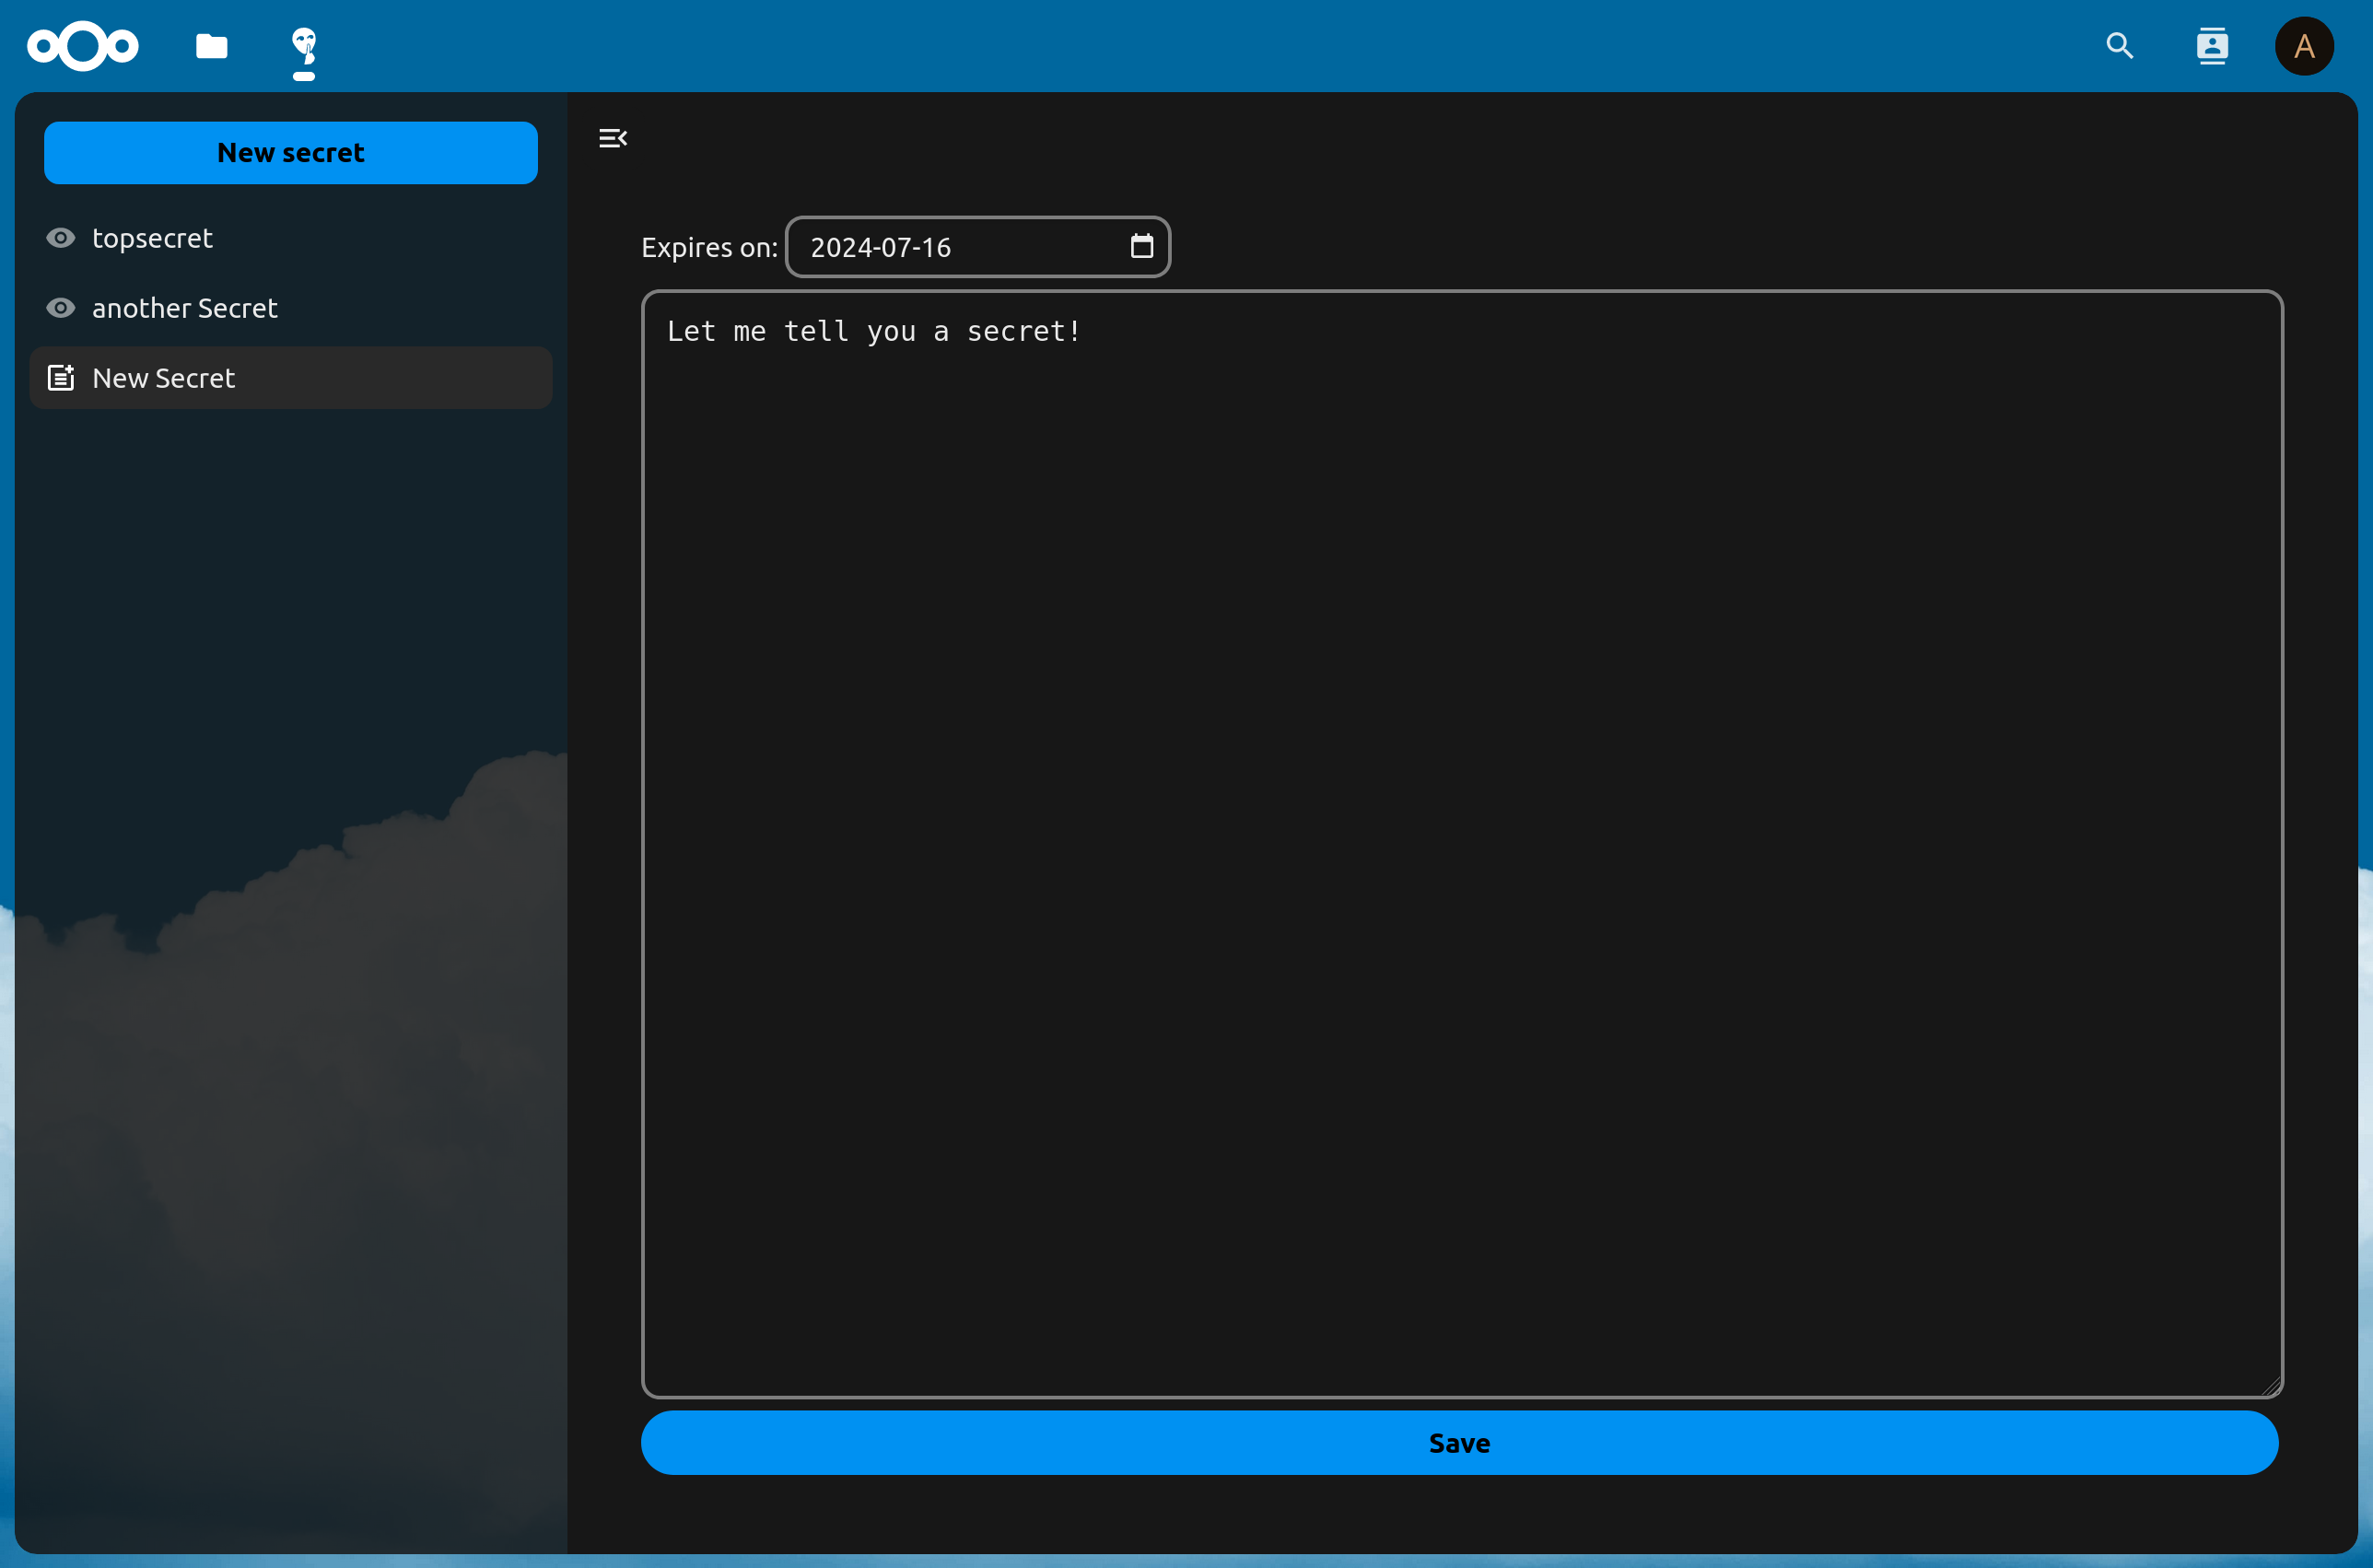 A
New secret
topsecret
another Secret
New Secret
Expires on: 2024-07-16
Let me tell you a secret!
Save